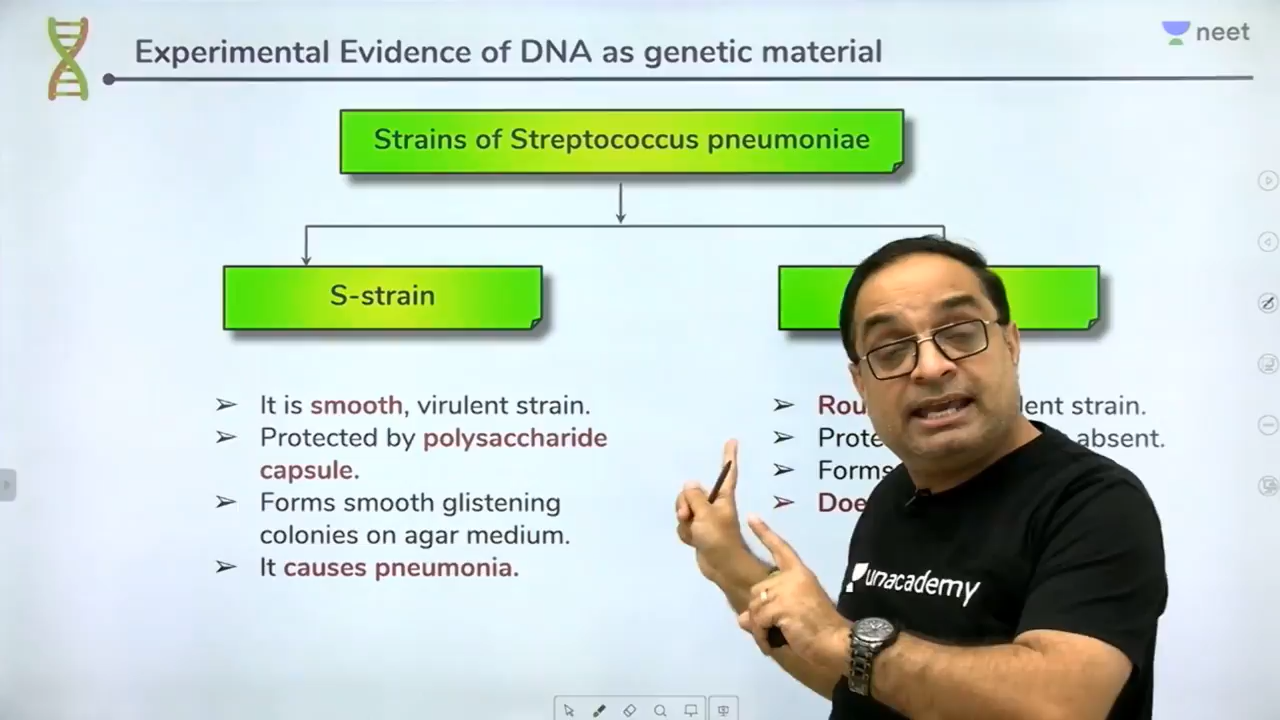 Experimental Evidence of DNA as genetic material
neet
Strains of Streptococcus pneumoniae
S-strain
➢ It is smooth, virulent strain.
➢ Protected by polysaccharide
capsule.
➢ Forms smooth glistening
colonies on agar medium.
➢ It causes pneumonia.
➢ strain.
➢ absent.
➢ Forms
➢
unacademy